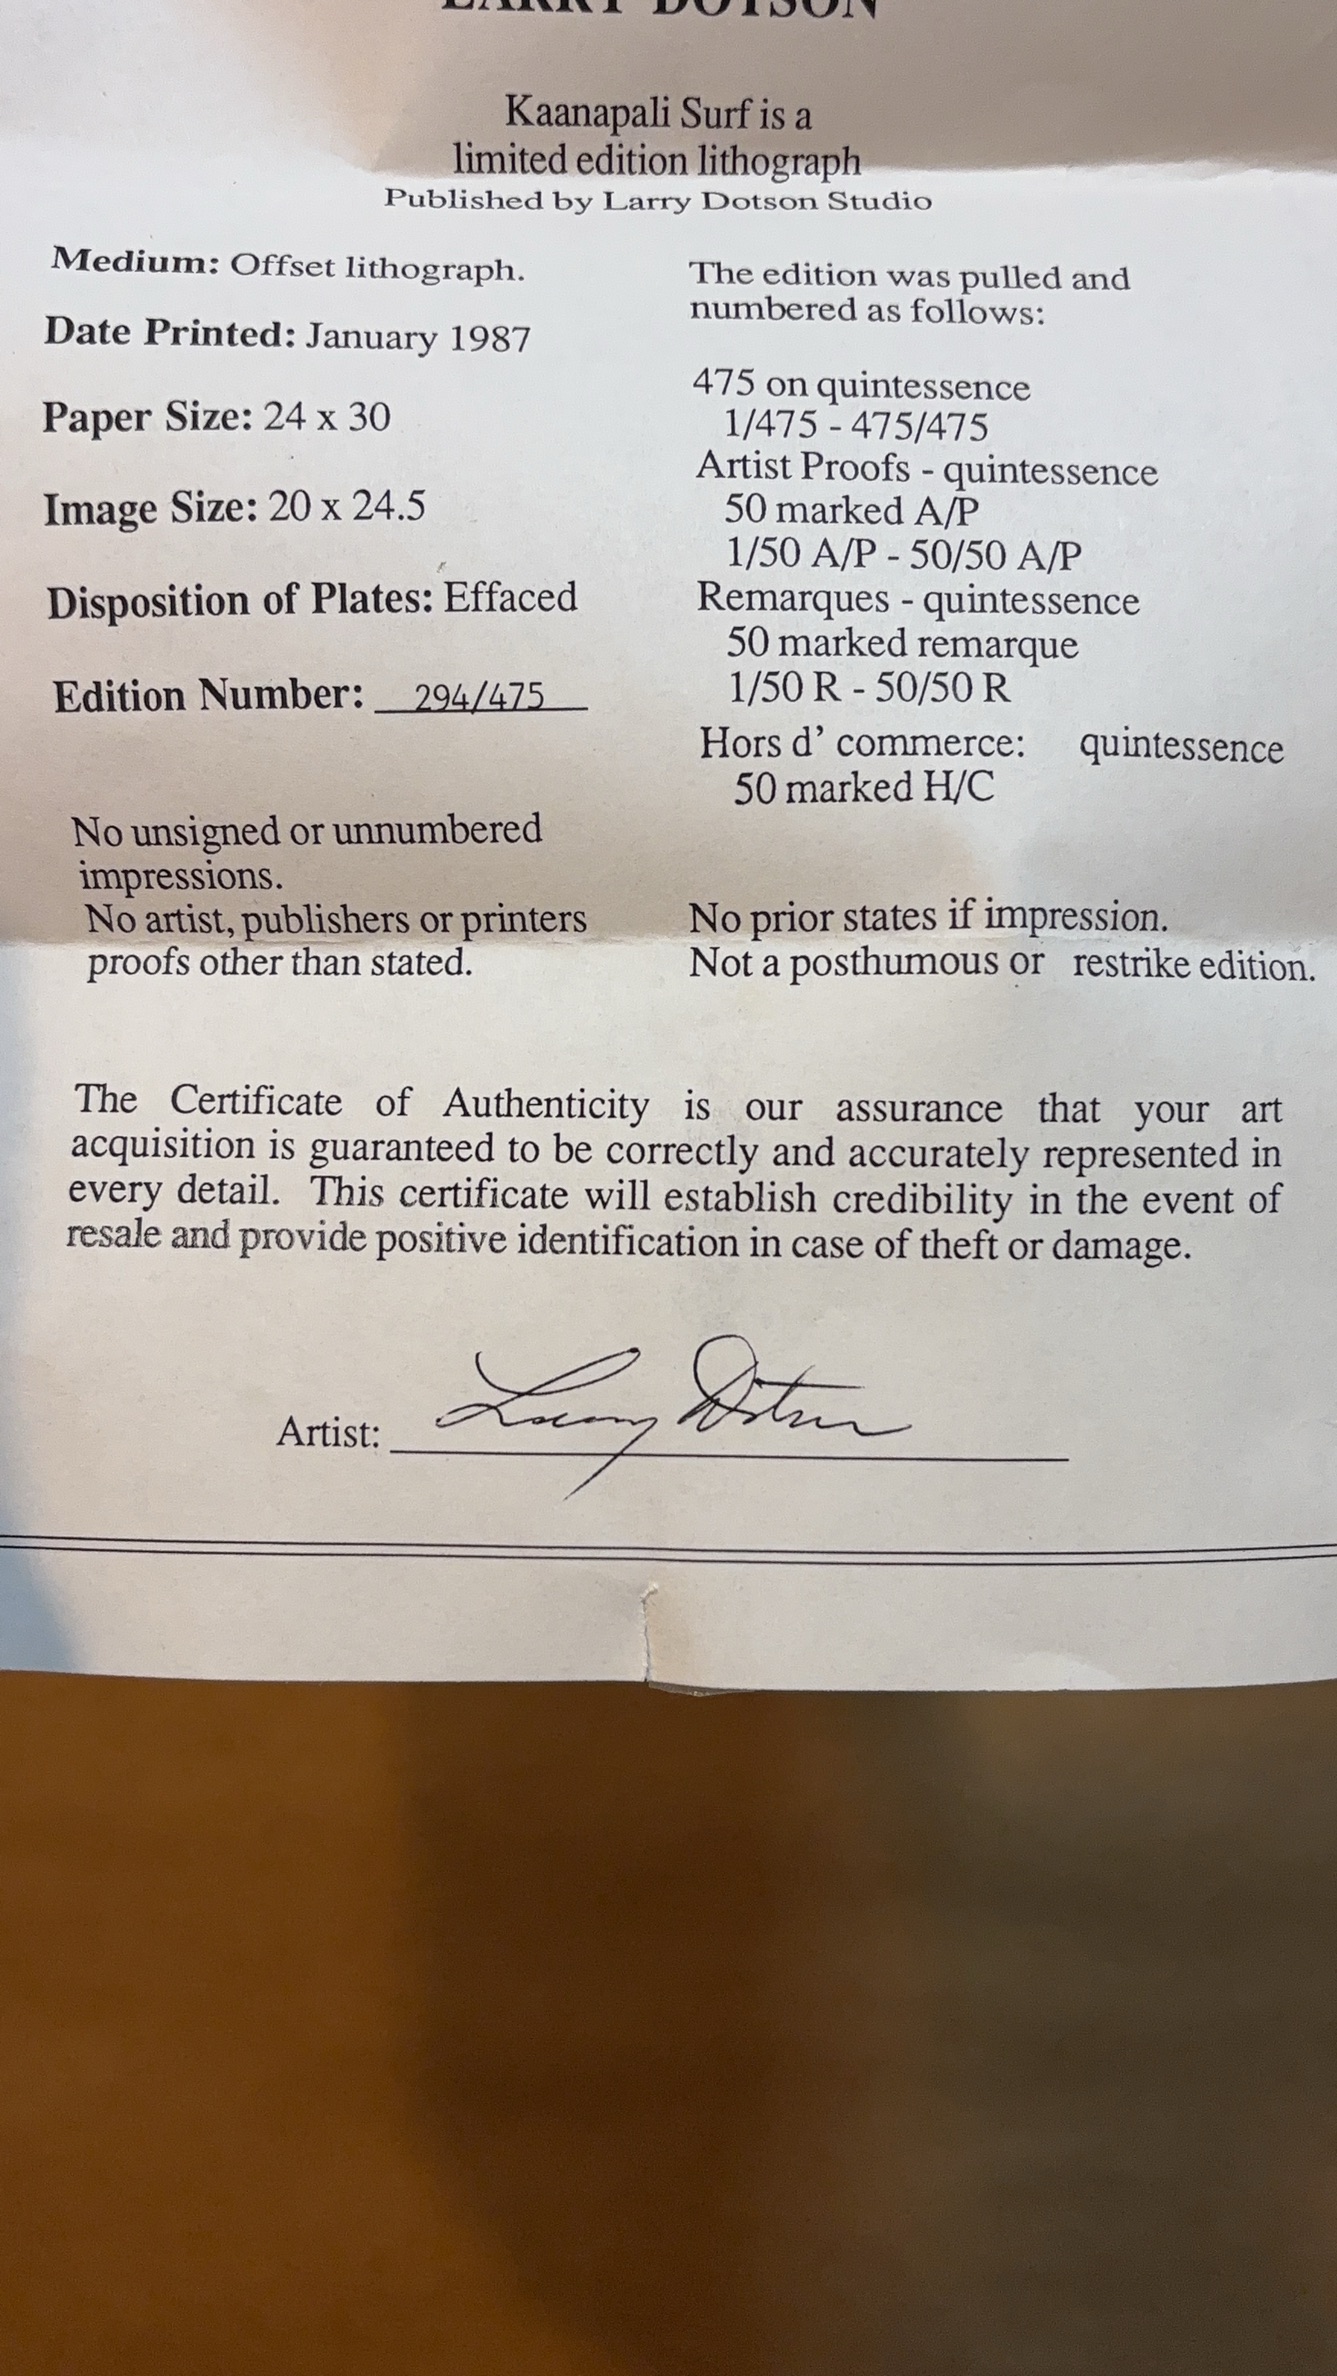 LARRY DOTSON
Kaanapali Surf is a
limited edition lithograph
Published by Larry Dotson Studio
Medium: Offset lithograph.
Date Printed: January 1987
Paper Size: 24 x 30
Image Size: 20 x 24.5
Disposition of Plates: Effaced
Edition Number: 294/475
No unsigned or unnumbered
impressions.
No artist, publishers or printers
proofs other than stated.
The edition was pulled and
numbered as follows:
475 on quintessence
1/475 - 475/475
Artist Proofs - quintessence
50 marked A/P
1/50 A/P - 50/50 A/P
Remarques - quintessence
50 marked remarque
1/50 R - 50/50 R
Hors d' commerce: quintessence
50 marked H/C
No prior states if impression.
Not a posthumous or restrike edition.
The Certificate of Authenticity is our assurance that your art
acquisition is guaranteed to be correctly and accurately represented in
every detail. This certificate will establish credibility in the event of
resale and provide positive identification in case of theft or damage.
Artist: Larry Dotson